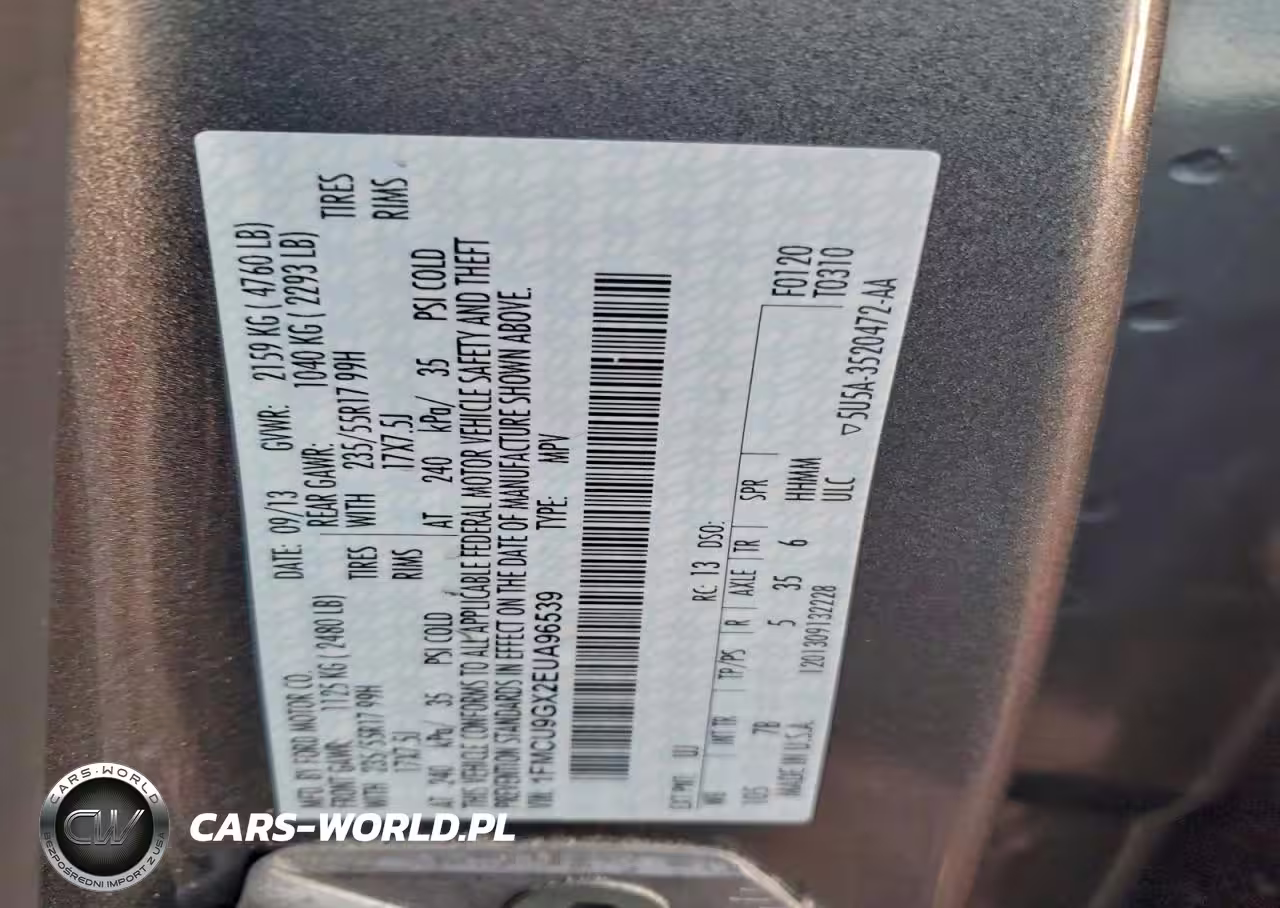 MFD. BY FORD MOTOR CO.
DATE: 09/13 GVWR: 2159 KG ( 4760 LB)
FRONT GAWR: 1125 KG ( 2480 LB) REAR GAWR: 1040 KG ( 2293 LB)
WITH 235/55R17 99H TIRES WITH 235/55R17 99H TIRES
17X7.5J RIMS 17X7.5J RIMS
AT 240 kPa/ 35 PSI COLD AT 240 kPa/ 35 PSI COLD
THIS VEHICLE CONFORMS TO ALL APPLICABLE FEDERAL MOTOR VEHICLE SAFETY AND THEFT
PREVENTION STANDARDS IN EFFECT ON THE DATE OF MANUFACTURE SHOWN ABOVE.
VIN: 1FMCU9GX2EUA96539 TYPE: MPV
EXT PNT: UJ RC: 13 DSO:
WB INT TR TP/PS R AXLE TR SPR F0120
105 7B 5 35 6 HHMM T0310
MADE IN U.S.A. 1201309132228 ULC
▽5U5A-3520472-AA
CARS-WORLD
CW
BEZPOŚREDNI IMPORT Z USA
CARS-WORLD.PL